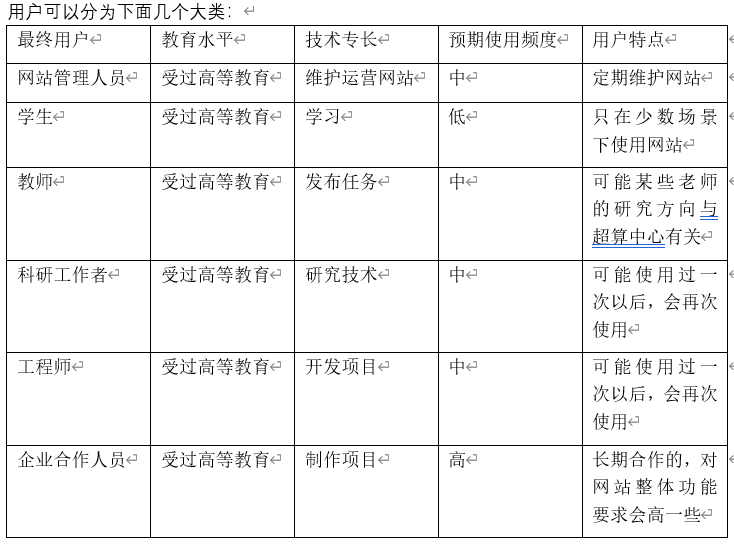 用户可以分为下面几个大类：
最终用户 教育水平 技术专长 预期使用频度 用户特点
网站管理人员 受过高等教育 维护运营网站 中 定期维护网站
学生 受过高等教育 学习 低 只在少数场景
下使用网站
教师 受过高等教育 发布任务 中 可能某些老师
的研究方向与
超算中心有关
科研工作者 受过高等教育 研究技术 中 可能使用过一
次以后，会再次
使用
工程师 受过高等教育 开发项目 中 可能使用过一
次以后，会再次
使用
企业合作人员 受过高等教育 制作项目 高 长期合作的，对
网站整体功能
要求会高一些